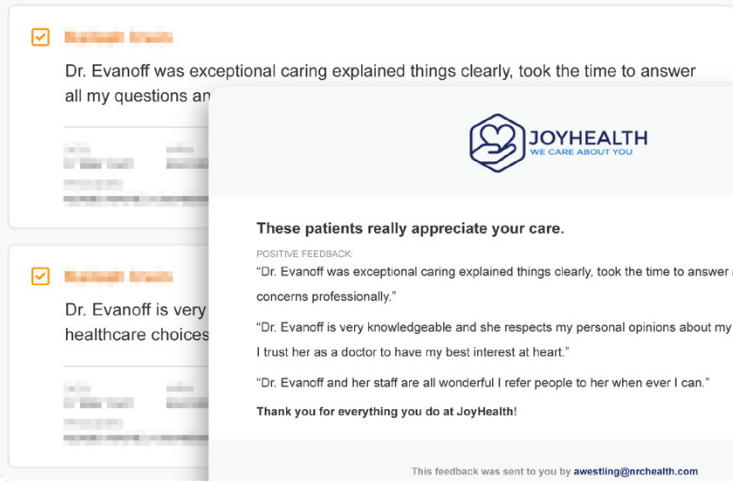 Dr. Evanoff was exceptional caring explained things clearly, took the time to answer
all my questions an
Dr. Evanoff is very
healthcare choices
JOYHEALTH
WE CARE ABOUT YOU
These patients really appreciate your care.
POSITIVE FEEDBACK:
“Dr. Evanoff was exceptional caring explained things clearly, took the time to answer
concerns professionally.”
“Dr. Evanoff is very knowledgeable and she respects my personal opinions about my
I trust her as a doctor to have my best interest at heart.”
“Dr. Evanoff and her staff are all wonderful I refer people to her when ever I can.”
Thank you for everything you do at JoyHealth!
This feedback was sent to you by awestling@nrchealth.com